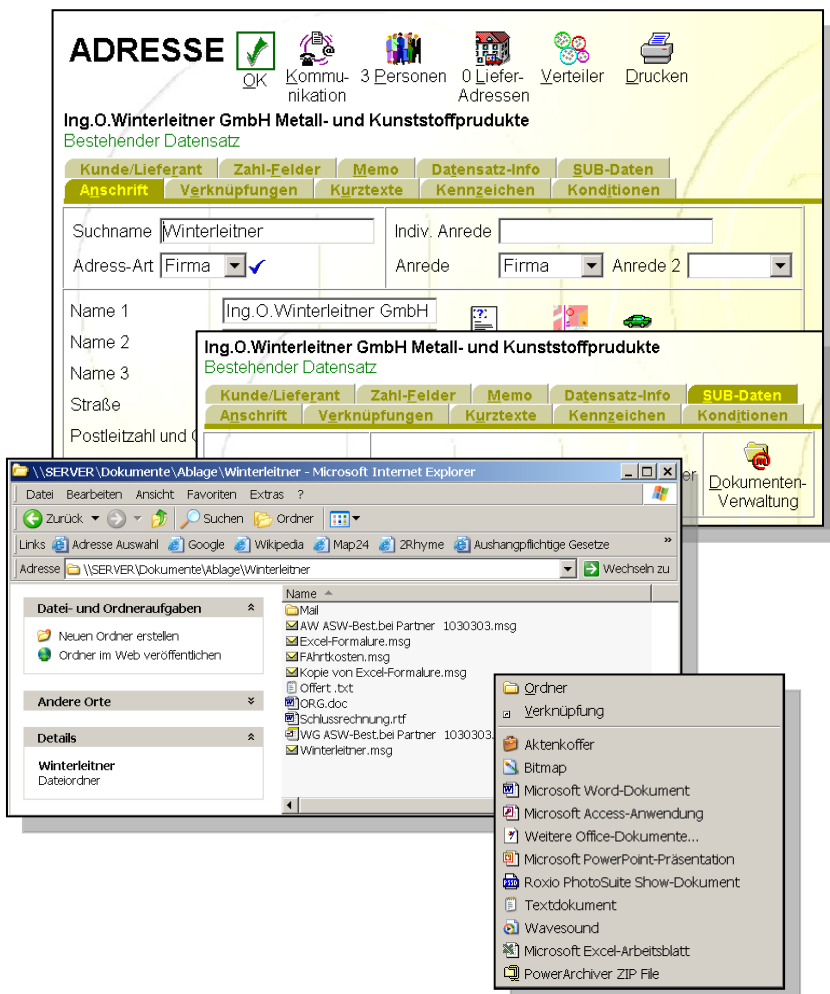 ADRESSE
OK
Kommu-
nikation
3 Personen
0 Liefer-
Adressen
Verteiler
Drucken
Ing.O.Winterleitner GmbH Metall- und Kunststoffprudukte
Bestehender Datensatz
Kunde/Lieferant Zahl-Felder Memo Datensatz-Info SUB-Daten
Anschrift Verknüpfungen Kurztexte Kennzeichen Konditionen
Suchname Winterleitner Indiv. Anrede
Adress-Art Firma Anrede Firma Anrede 2
Name 1 Ing.O.Winterleitner GmbH
Name 2
Name 3
Straße
Postleitzahl und
Ing.O.Winterleitner GmbH Metall- und Kunststoffprudukte
Bestehender Datensatz
Kunde/Lieferant Zahl-Felder Memo Datensatz-Info SUB-Daten
Anschrift Verknüpfungen Kurztexte Kennzeichen Konditionen
er
Dokumenten-
Verwaltung
\\SERVER\Dokumente\Ablage\Winterleitner - Microsoft Internet Explorer
Datei Bearbeiten Ansicht Favoriten Extras ?
Zurück Suchen Ordner
Links Adresse Auswahl Google Wikipedia Map24 2Rhyme Aushangpflichtige Gesetze »
Adresse \\SERVER\Dokumente\Ablage\Winterleitner Wechseln zu
Datei- und Ordneraufgaben
Neuen Ordner erstellen
Ordner im Web veröffentlichen
Andere Orte
Details
Winterleitner
Dateiordner
Name
Mail
AW ASW-Best.bei Partner 1030303.msg
Excel-Formalure.msg
FAhrtkosten.msg
Kopie von Excel-Formalure.msg
Offert .txt
ORG.doc
Schlussrechnung.rtf
WG ASW-Best.bei Partner 1030303.
Winterleitner.msg
Ordner
Verknüpfung
Aktenkoffer
Bitmap
Microsoft Word-Dokument
Microsoft Access-Anwendung
Weitere Office-Dokumente...
Microsoft PowerPoint-Präsentation
Roxio PhotoSuite Show-Dokument
Textdokument
Wavesound
Microsoft Excel-Arbeitsblatt
PowerArchiver ZIP File